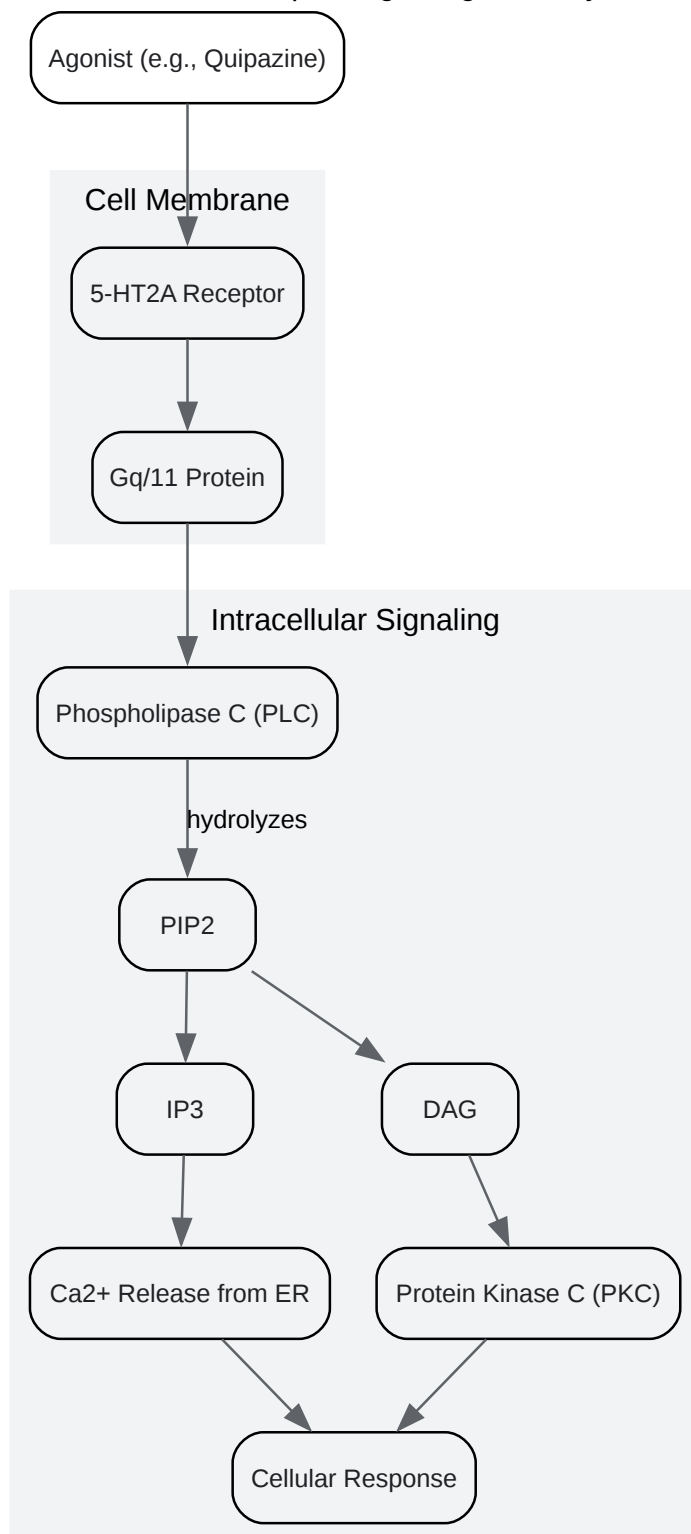 Agonist (e.g., Quipazine)
Cell Membrane
5-HT2A Receptor
Gq/11 Protein
Intracellular Signaling
Phospholipase C (PLC)
hydrolyzes
PIP2
IP3
DAG
Ca2+ Release from ER
Protein Kinase C (PKC)
Cellular Response